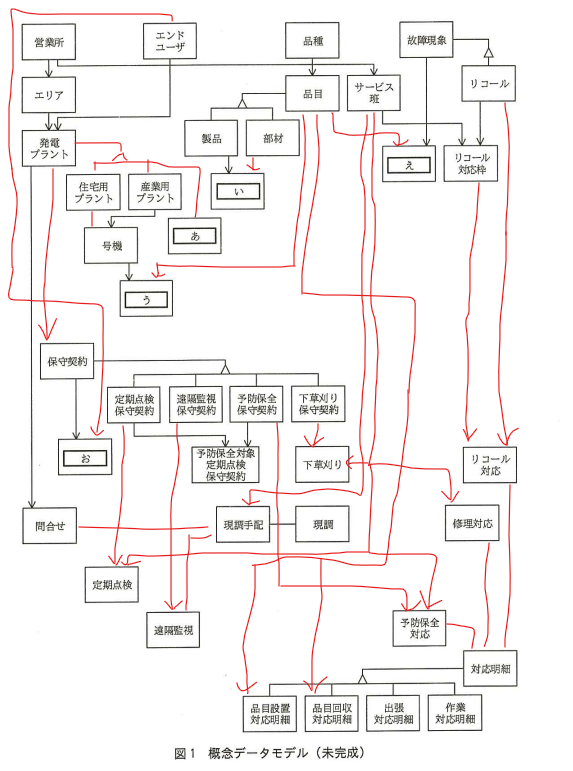 営業所
エンド
ユーザ
品種
故障現象
エリア
品目
サービス
班
リコール
発電
プラント
製品
部材
え
リコール
対応枠
住宅用
プラント
産業用
プラント
い
あ
号機
う
保守契約
定期点検
保守契約
遠隔監視
保守契約
予防保全
保守契約
下草刈り
保守契約
お
予防保全対象
定期点検
保守契約
下草刈り
リコール
対応
問合せ
現調手配
現調
修理対応
定期点検
遠隔監視
予防保全
対応
対応明細
品目設置
対応明細
品目回収
対応明細
出張
対応明細
作業
対応明細
図1 概念データモデル（未完成）